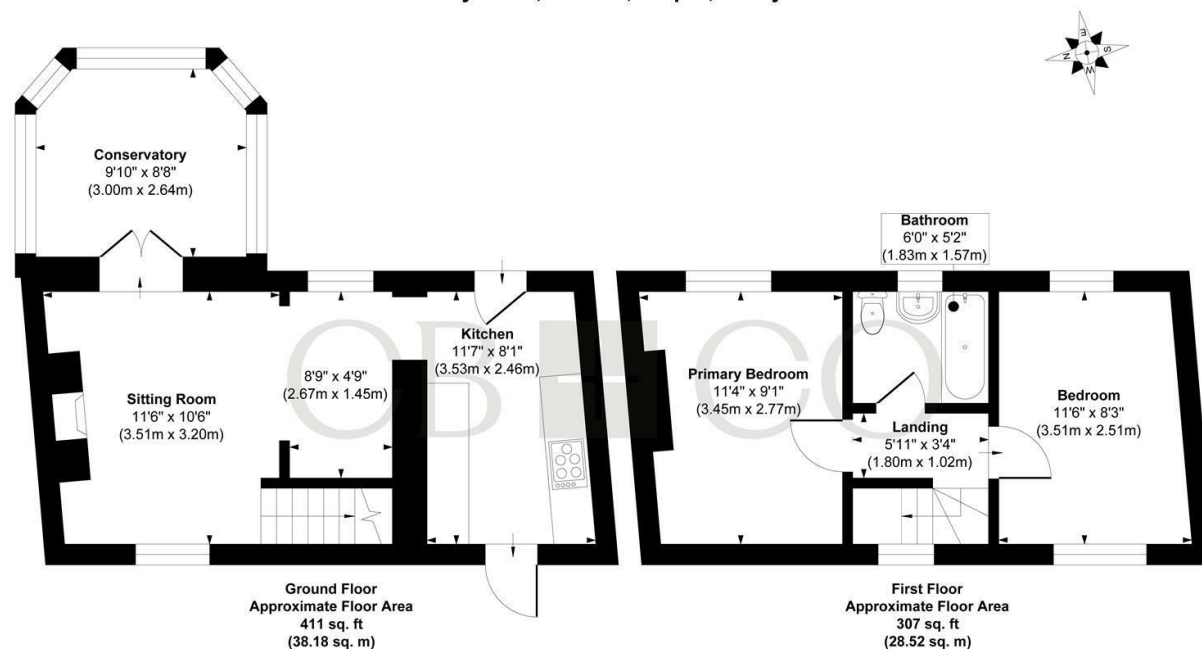 E
S
N
W
Conservatory
9'10" x 8'8"
(3.00m x 2.64m)
Bathroom
6'0" x 5'2"
(1.83m x 1.57m)
Kitchen
11'7" x 8'1"
(3.53m x 2.46m)
CB CO
8'9" x 4'9"
(2.67m x 1.45m)
Sitting Room
11'6" x 10'6"
(3.51m x 3.20m)
Primary Bedroom
11'4" x 9'1"
(3.45m x 2.77m)
Landing
5'11" x 3'4"
(1.80m x 1.02m)
Bedroom
11'6" x 8'3"
(3.51m x 2.51m)
Ground Floor
Approximate Floor Area
411 sq. ft
(38.18 sq. m)
First Floor
Approximate Floor Area
307 sq. ft
(28.52 sq. m)